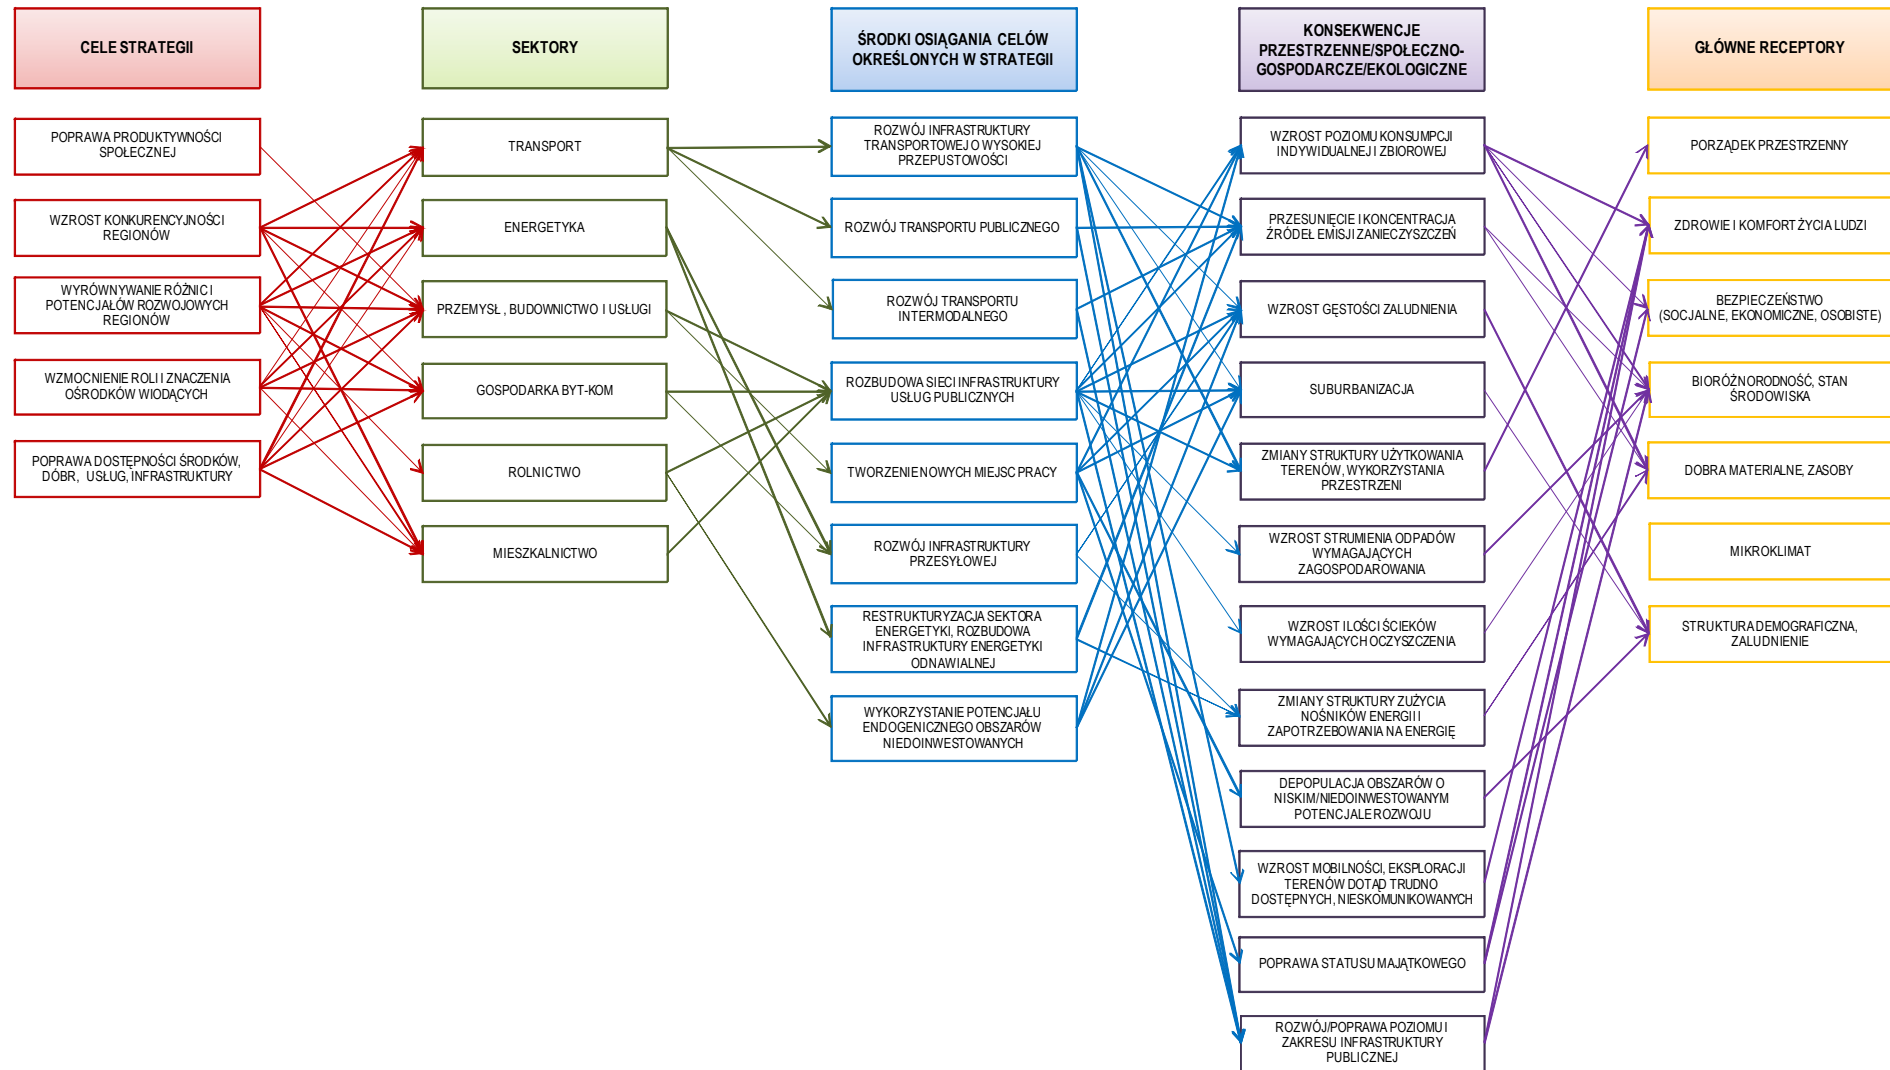 CELE STRATEGII
SEKTORY
ŚRODKI OSIĄGANIA CELÓW
OKREŚLONYCH W STRATEGII
KONSEKWENCJE
PRZESTRZENNE/SPOŁECZNO-
GOSPODARCZE/EKOLOGICZNE
GŁÓWNE RECEPTORY
POPRAWA PRODUKTYWNOŚCI
SPOŁECZNEJ
WZROST KONKURENCYJNOŚCI
REGIONÓW
WYRÓWNYWANIE RÓŻNIC I
POTENCJAŁÓW ROZWOJOWYCH
REGIONÓW
WZMOCNIENIE ROLI I ZNACZENIA
OŚRODKÓW WIODĄCYCH
POPRAWA DOSTĘPNOŚCI ŚRODKÓW,
DÓBR, USŁUG, INFRASTRUKTURY
TRANSPORT
ENERGETYKA
PRZEMYSŁ , BUDOWNICTWO I USŁUGI
GOSPODARKA BYT-KOM
ROLNICTWO
MIESZKALNICTWO
ROZWÓJ INFRASTRUKTURY
TRANSPORTOWEJ O WYSOKIEJ
PRZEPUSTOWOŚCI
ROZWÓJ TRANSPORTU PUBLICZNEGO
ROZWÓJ TRANSPORTU
INTERMODALNEGO
ROZBUDOWA SIECI INFRASTRUKTURY
USŁUG PUBLICZNYCH
TWORZENIE NOWYCH MIEJSC PRACY
ROZWÓJ INFRASTRUKTURY
PRZESYŁOWEJ
RESTRUKTURYZACJA SEKTORA
ENERGETYKI, ROZBUDOWA
INFRASTRUKTURY ENERGETYKI
ODNAWIALNEJ
WYKORZYSTANIE POTENCJAŁU
ENDOGENICZNEGO OBSZARÓW
NIEDOINWESTOWANYCH
WZROST POZIOMU KONSUMPCJI
INDYWIDUALNEJ I ZBIOROWEJ
PRZESUNIĘCIE I KONCENTRACJA
ŹRÓDEŁ EMISJI ZANIECZYSZCZEŃ
WZROST GĘSTOŚCI ZALUDNIENIA
SUBURBANIZACJA
ZMIANY STRUKTURY UŻYTKOWANIA
TERENÓW, WYKORZYSTANIA
PRZESTRZENI
WZROST STRUMIENIA ODPADÓW
WYMAGAJĄCYCH
ZAGOSPODAROWANIA
WZROST ILOŚCI ŚCIEKÓW
WYMAGAJĄCYCH OCZYSZCZENIA
ZMIANY STRUKTURY ZUŻYCIA
NOŚNIKÓW ENERGII I
ZAPOTRZEBOWANIA NA ENERGIĘ
DEPOPULACJA OBSZARÓW O
NISKIM/NIEDOINWESTOWANYM
POTENCJALE ROZWOJU
WZROST MOBILNOŚCI, EKSPLORACJI
TERENÓW DOTĄD TRUDNO
DOSTĘPNYCH, NIESKOMUNIKOWANYCH
POPRAWA STATUSU MAJĄTKOWEGO
ROZWÓJ/POPRAWA POZIOMU I
ZAKRESU INFRASTRUKTURY
PUBLICZNEJ
PORZĄDEK PRZESTRZENNY
ZDROWIE I KOMFORT ŻYCIA LUDZI
BEZPIECZEŃSTWO
(SOCJALNE, EKONOMICZNE, OSOBISTE)
BIORÓŻNORODNOŚĆ, STAN
ŚRODOWISKA
DOBRA MATERIALNE, ZASOBY
MIKROKLIMAT
STRUKTURA DEMOGRAFICZNA,
ZALUDNIENIE